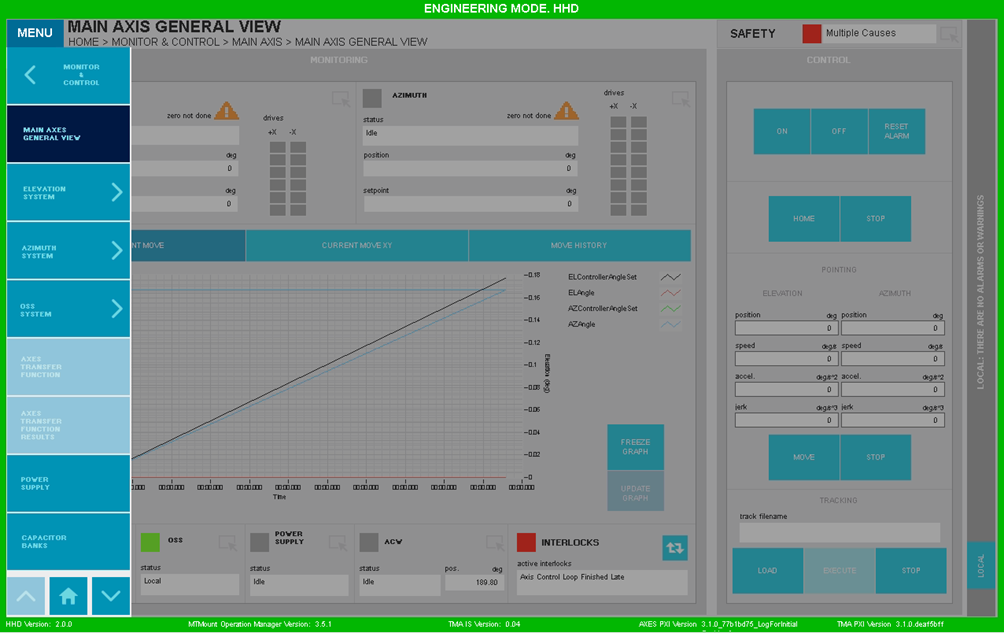 ENGINEERING MODE. HHD
MENU
MAIN AXIS GENERAL VIEW
HOME > MONITOR & CONTROL > MAIN AXIS > MAIN AXIS GENERAL VIEW
SAFETY
Multiple Causes
MONITOR
&
CONTROL
MAIN AXES
GENERAL VIEW
ELEVATION
SYSTEM
AZIMUTH
SYSTEM
OSS
SYSTEM
AXES
TRANSFER
FUNCTION
AXES
TRANSFER
FUNCTION
RESULTS
POWER
SUPPLY
CAPACITOR
BANKS
MONITORING
zero not done
drives
+X -X
deg
0
deg
0
AZIMUTH
zero not done
drives
+X -X
status
Idle
position deg
0
setpoint deg
0
NT MOVE
CURRENT MOVE XY
MOVE HISTORY
0.18
0.16
0.14
0.12
0.1
0.08
0.06
0.04
0.02
0
Elevation (deg)
Time
ELControllerAngleSet
ELAngle
AZControllerAngleSet
AZAngle
FREEZE
GRAPH
UPDATE
GRAPH
OSS
status
Local
POWER
SUPPLY
status
Idle
ACW
status pos. deg
Idle 189.80
INTERLOCKS
active interlocks
Axis Control Loop Finished Late
CONTROL
ON
OFF
RESET
ALARM
HOME
STOP
POINTING
ELEVATION AZIMUTH
position deg position deg
0 0
speed deg/s speed deg/s
0 0
accel. deg/s^2 accel. deg/s^2
0 0
jerk deg/s^3 jerk deg/s^3
0 0
MOVE
STOP
TRACKING
track filename
LOAD
EXECUTE
STOP
LOCAL: THERE ARE NO ALARMS OR WARNINGS
LOCAL
HHD Version: 2.0.0
MTMount Operation Manager Version: 3.5.1
TMA IS Version: 0.04
AXES PXI Version 3.1.0_77b1bd75_LogForInitial
TMA PXI Version 3.1.0.deaf5bff